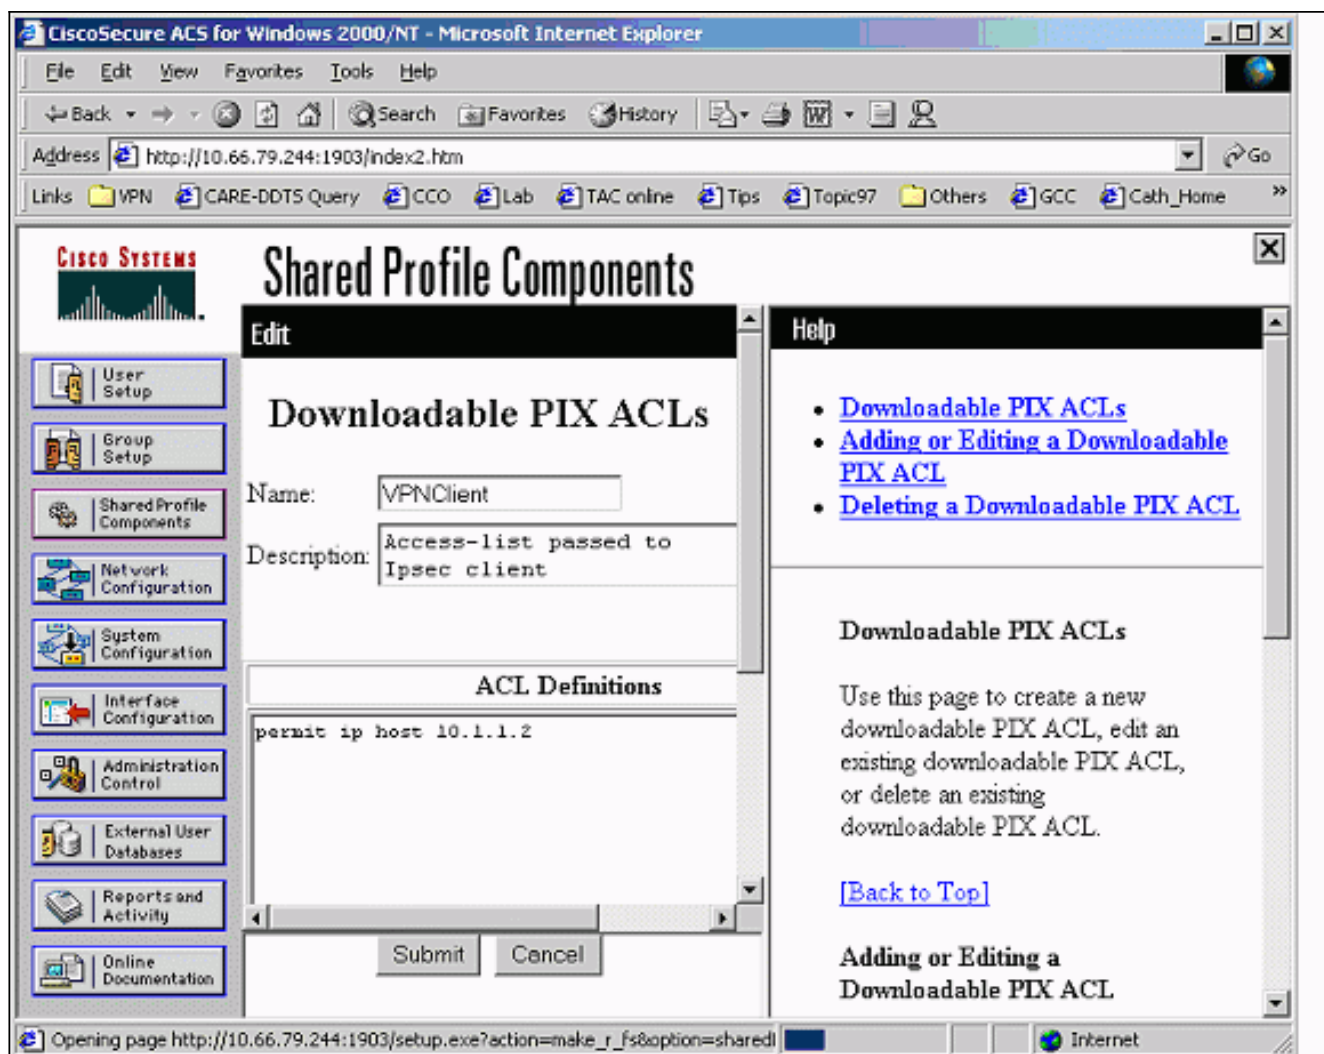 CiscoSecure ACS for Windows 2000/NT - Microsoft Internet Explorer
File Edit View Favorites Tools Help
Back Search Favorites History
Address http://10.66.79.244:1903/index2.htm Go
Links VPN CARE-DDTS Query CCO Lab TAC online Tips Topic97 Others GCC Cath_Home »
CISCO SYSTEMS
Shared Profile Components
User
Setup
Group
Setup
Shared Profile
Components
Network
Configuration
System
Configuration
Interface
Configuration
Administration
Control
External User
Databases
Reports and
Activity
Online
Documentation
Edit
Downloadable PIX ACLs
Name: VPNClient
Description: Access-list passed to
Ipsec client
ACL Definitions
permit ip host 10.1.1.2
Submit Cancel
Help
• Downloadable PIX ACLs
• Adding or Editing a Downloadable
PIX ACL
• Deleting a Downloadable PIX ACL
Downloadable PIX ACLs
Use this page to create a new
downloadable PIX ACL, edit an
existing downloadable PIX ACL,
or delete an existing
downloadable PIX ACL.
[Back to Top]
Adding or Editing a
Downloadable PIX ACL
Opening page http://10.66.79.244:1903/setup.exe?action=make_r_fs&option=sharedl Internet